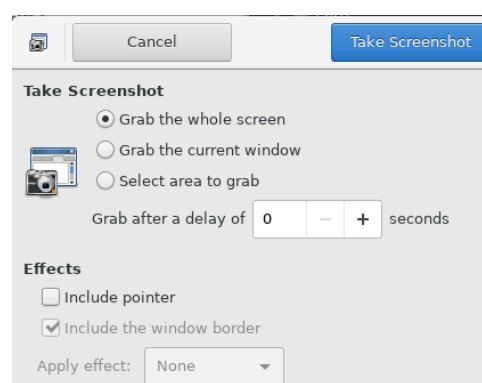 Cancel
Take Screenshot
Take Screenshot
Grab the whole screen
Grab the current window
Select area to grab
Grab after a delay of 0 − + seconds
Effects
Include pointer
Include the window border
Apply effect: None